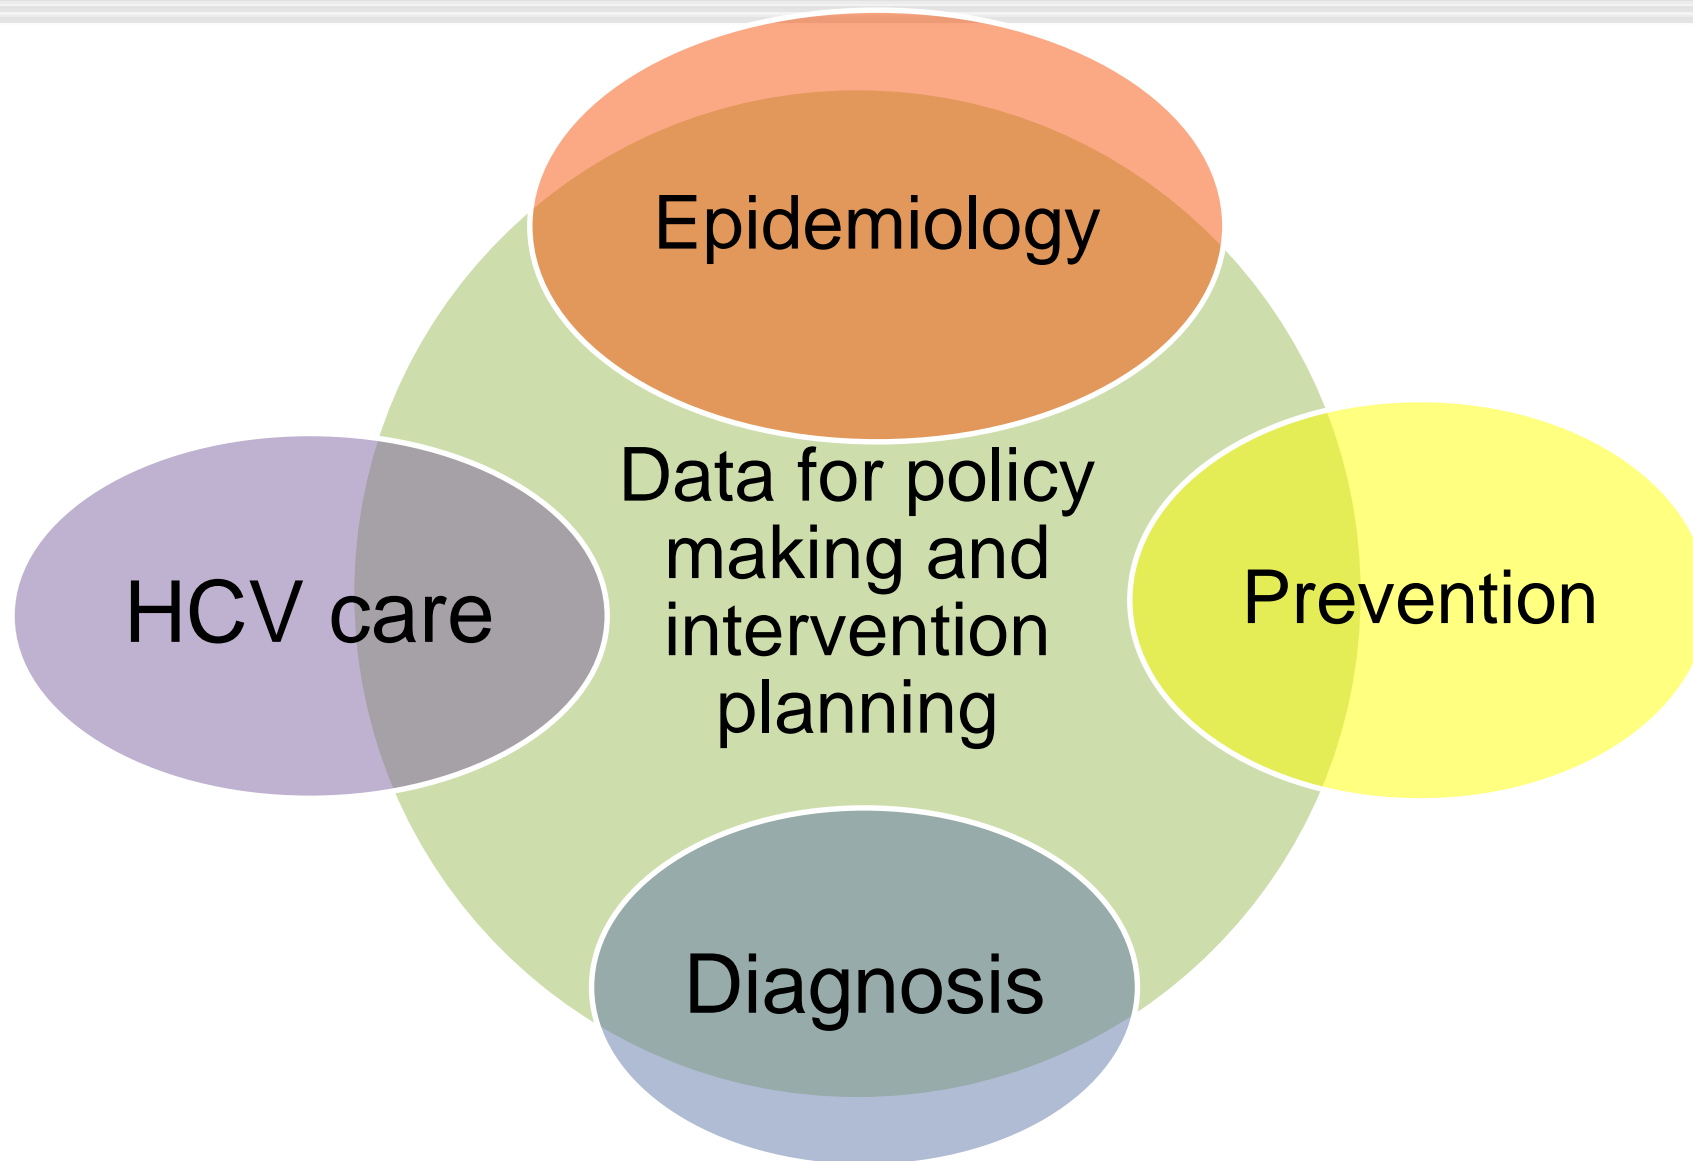 Epidemiology
Data for policy
making and
intervention
planning
HCV care
Prevention
Diagnosis